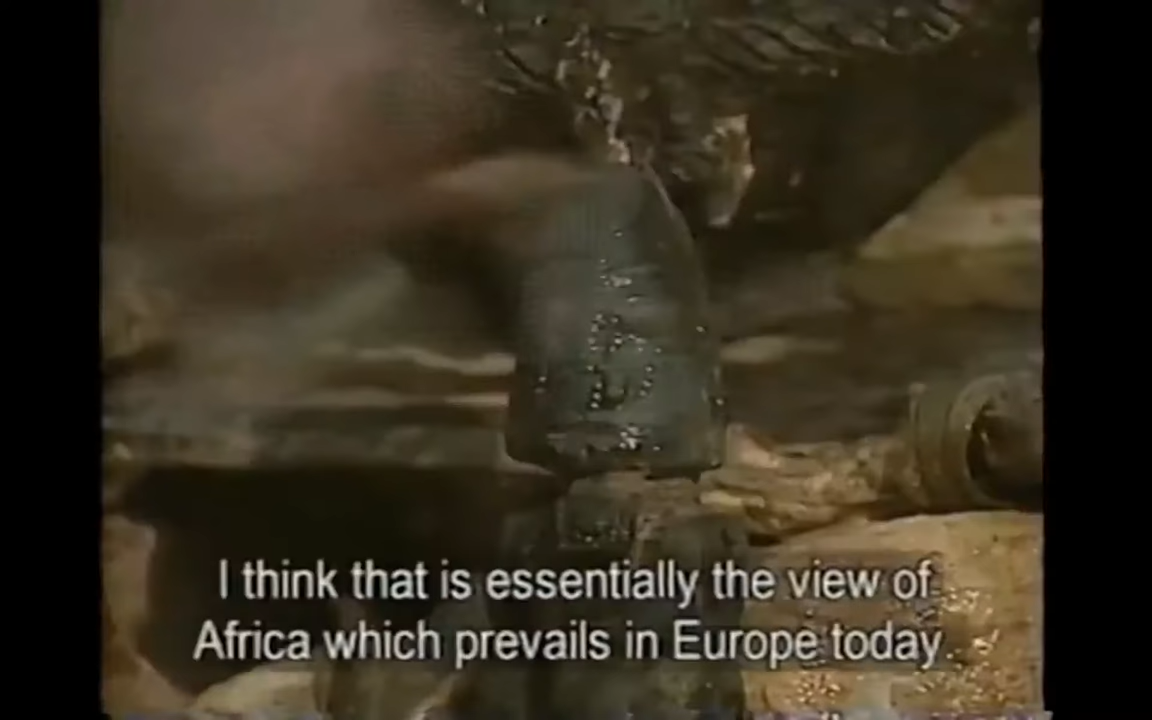 I think that is essentially the view of
Africa which prevails in Europe today.